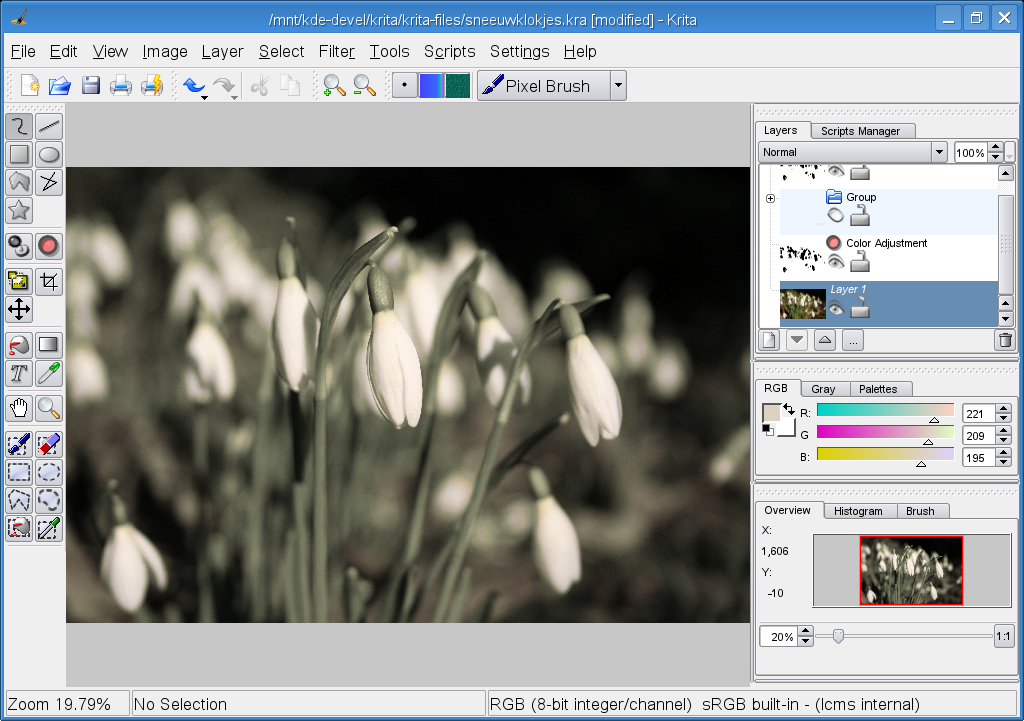 /mnt/kde-devel/krita/krita-files/sneeuwklokjes.kra [modified] - Krita
File Edit View Image Layer Select Filter Tools Scripts Settings Help
Pixel Brush
Layers Scripts Manager
Normal 100%
Group
Color Adjustment
Layer 1
...
RGB Gray Palettes
R: 221
G 209
B: 195
Overview Histogram Brush
X:
1,606
Y:
-10
20% 1:1
T
Zoom 19.79% No Selection RGB (8-bit integer/channel) sRGB built-in - (lcms internal)